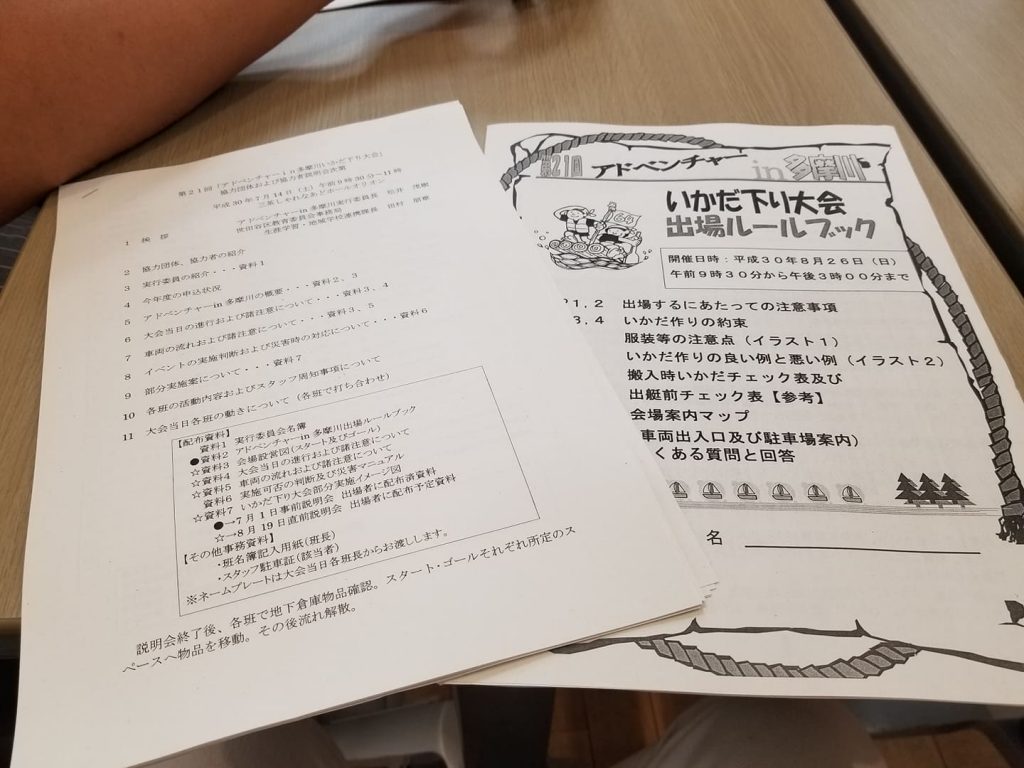 第21回「アドベンチャーin多摩川いかだ下り大会」
協力団体および協力者説明会次第
平成30年7月14日（土）午前9時30分～11時
三茶しゃれなあどホールオリオン
アドベンチャーin多摩川実行委員長 松井 茂樹
世田谷区教育委員会事務局
生涯学習・地域学校連携課長 田村 朋章
1 挨拶
2 協力団体、協力者の紹介
3 実行委員の紹介・・・資料1
4 今年度の申込状況
5 アドベンチャーin多摩川の概要・・・資料2、3
6 大会当日の進行および諸注意について・・・資料3、4
7 車両の流れおよび諸注意について・・・資料3、5
8 イベントの実施判断および災害時の対応について・・・資料6
9 部分実施案について・・・資料7
10 各班の活動内容およびスタッフ周知事項について
11 大会当日各班の動きについて（各班で打ち合わせ）
【配布資料】
資料1 実行委員会名簿
●資料2 アドベンチャーin多摩川出場ルールブック
☆資料3 会場設営図(スタート及びゴール)
☆資料4 大会当日の進行および諸注意について
☆資料5 車両の流れおよび諸注意について
資料6 実施可否の判断及び災害マニュアル
☆資料7 いかだ下り大会部分実施イメージ図
●→7月1日事前説明会 出場者に配布済資料
☆→8月19日直前説明会 出場者に配布予定資料
【その他事務資料】
・班名簿記入用紙(班長)
・スタッフ駐車証(該当者)
※ネームプレートは大会当日各班長からお渡しします。
説明会終了後、各班で地下倉庫物品確認。スタート・ゴールそれぞれ所定のス
ペースへ物品を移動。その後流れ解散。
第21回 アドベンチャー in 多摩川
いかだ下り大会
出場ルールブック
開催日時：平成30年8月26日（日）
午前9時30分から午後3時00分まで
P1,2 出場するにあたっての注意事項
3,4 いかだ作りの約束
服装等の注意点（イラスト1）
いかだ作りの良い例と悪い例（イラスト2）
搬入時いかだチェック表及び
出艇前チェック表【参考】
会場案内マップ
車両出入口及び駐車場案内)
くある質問と回答
名